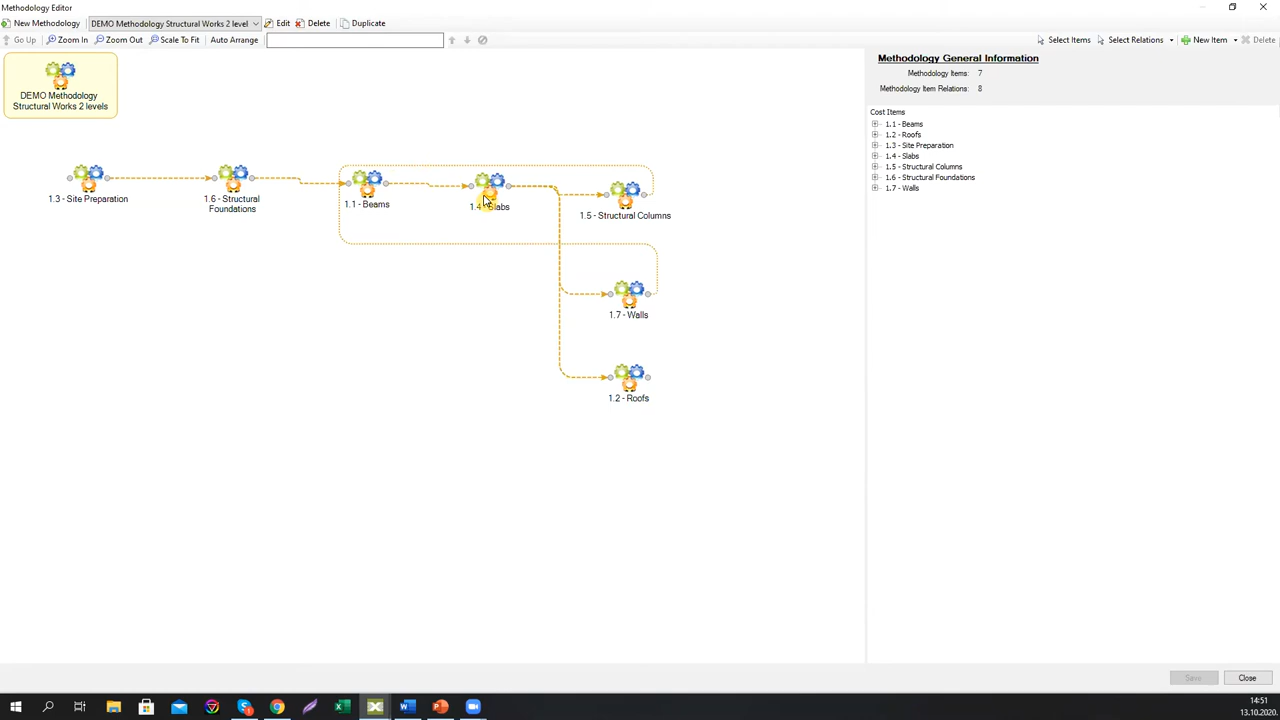 Methodology Editor
New Methodology DEMO Methodology Structural Works 2 level Edit Delete Duplicate
Go Up Zoom In Zoom Out Scale To Fit Auto Arrange Select Items Select Relations New Item Delete
DEMO Methodology
Structural Works 2 levels
1.3 - Site Preparation
1.6 - Structural
Foundations
1.1 - Beams
1.4 - Slabs
1.5 - Structural Columns
1.7 - Walls
1.2 - Roofs
Methodology General Information
Methodology Items: 7
Methodology Item Relations: 8
Cost Items
1.1 - Beams
1.2 - Roofs
1.3 - Site Preparation
1.4 - Slabs
1.5 - Structural Columns
1.6 - Structural Foundations
1.7 - Walls
Save Close
14:51
13.10.2020.